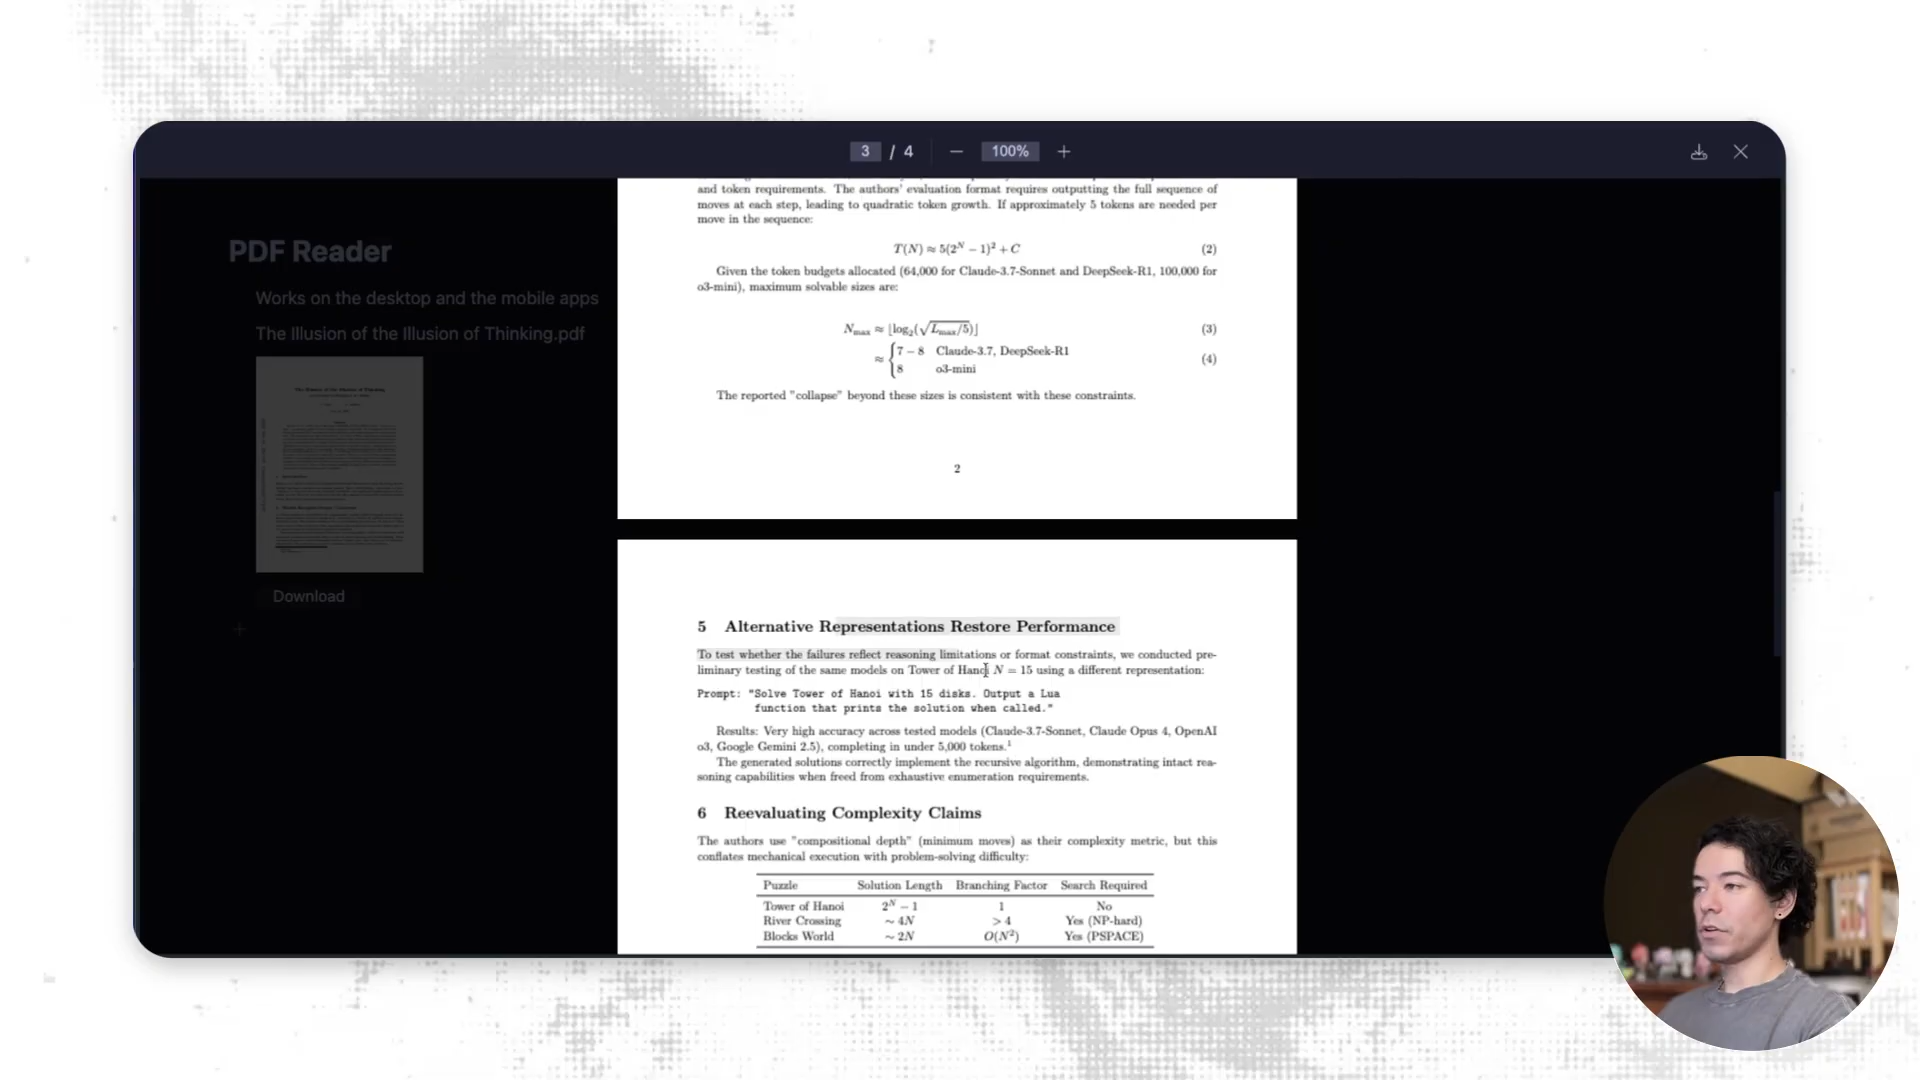 3 / 4
100%
PDF Reader
Works on the desktop and the mobile apps
The Illusion of the Illusion of Thinking.pdf
Download
and token requirements. The authors' evaluation format requires outputting the full sequence of
moves at each step, leading to quadratic token growth. If approximately 5 tokens are needed per
move in the sequence:
T(N) ≈ 5(2^N − 1)^2 + C (2)
Given the token budgets allocated (64,000 for Claude-3.7-Sonnet and DeepSeek-R1, 100,000 for
o3-mini), maximum solvable sizes are:
N_max ≈ ⌊log_2(√L_max/5)⌋ (3)
≈ { 7 − 8 Claude-3.7, DeepSeek-R1 (4)
8 o3-mini
The reported "collapse" beyond these sizes is consistent with these constraints.
2
5 Alternative Representations Restore Performance
To test whether the failures reflect reasoning limitations or format constraints, we conducted pre-
liminary testing of the same models on Tower of Hanoi N = 15 using a different representation:
Prompt: "Solve Tower of Hanoi with 15 disks. Output a Lua
function that prints the solution when called."
Results: Very high accuracy across tested models (Claude-3.7-Sonnet, Claude Opus 4, OpenAI
o3, Google Gemini 2.5), completing in under 5,000 tokens.1
The generated solutions correctly implement the recursive algorithm, demonstrating intact rea-
soning capabilities when freed from exhaustive enumeration requirements.
6 Reevaluating Complexity Claims
The authors use "compositional depth" (minimum moves) as their complexity metric, but this
conflates mechanical execution with problem-solving difficulty:
Puzzle Solution Length Branching Factor Search Required
Tower of Hanoi 2^N − 1 1 No
River Crossing ∼ 4N > 4 Yes (NP-hard)
Blocks World ∼ 2N O(N^2) Yes (PSPACE)